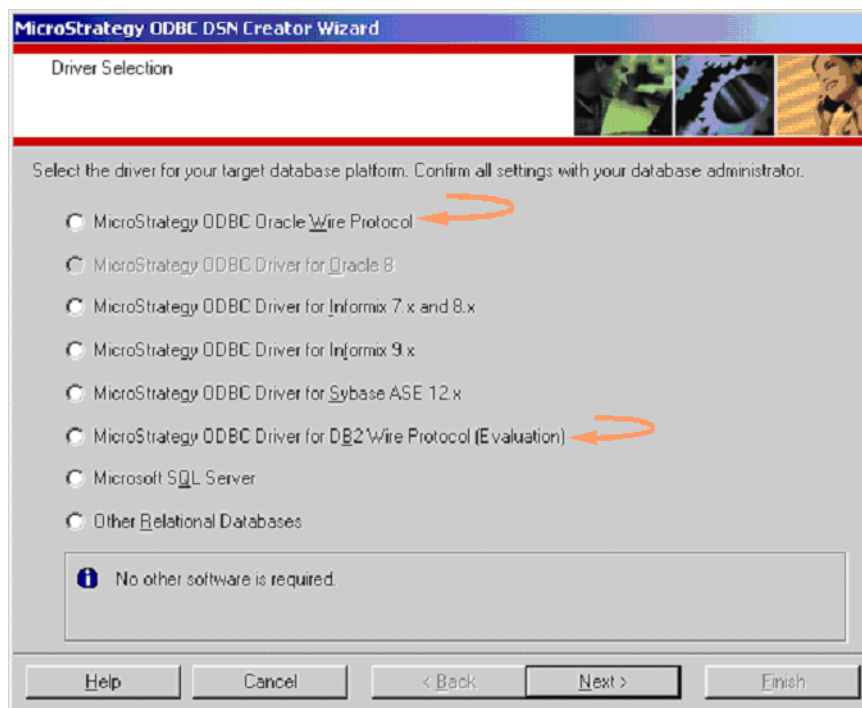 MicroStrategy ODBC DSN Creator Wizard
Driver Selection
Select the driver for your target database platform. Confirm all settings with your database administrator.
MicroStrategy ODBC Oracle Wire Protocol
MicroStrategy ODBC Driver for Oracle 8
MicroStrategy ODBC Driver for Informix 7.x and 8.x
MicroStrategy ODBC Driver for Informix 9.x
MicroStrategy ODBC Driver for Sybase ASE 12.x
MicroStrategy ODBC Driver for DB2 Wire Protocol (Evaluation)
Microsoft SQL Server
Other Relational Databases
No other software is required.
Help Cancel < Back Next > Finish